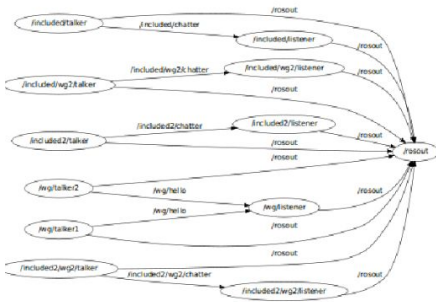 /included/talker
/rosout
/included/chatter
/included/listener
/rosout
/included/wg2/chatter
/included/wg2/listener
/rosout
/included/wg2/talker
/rosout
/included2/chatter
/included2/listener
/rosout
/included2/talker
/rosout
/rosout
/rosout
/wg/talker2
/wg/hello
/rosout
/wg/listener
/wg/hello
/wg/talker1
/rosout
/included2/wg2/talker
/rosout
/included2/wg2/chatter
/rosout
/included2/wg2/listener